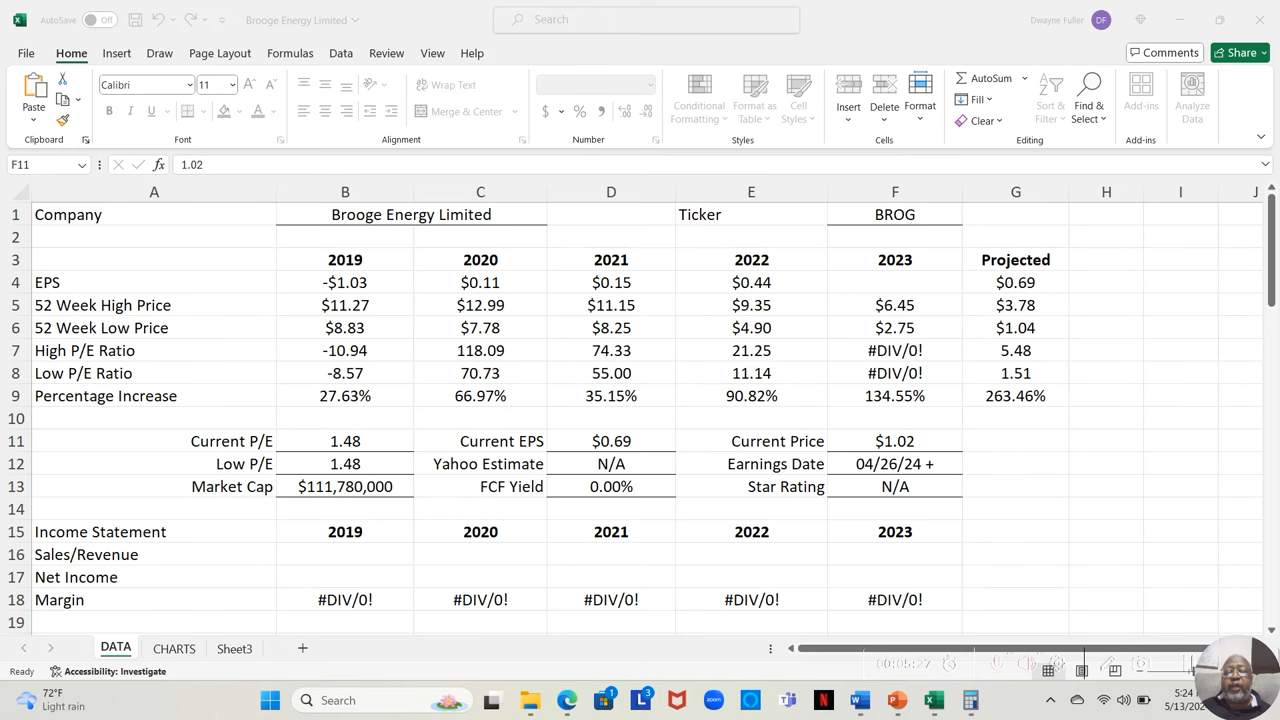 AutoSave Off Brooge Energy Limited Search Dwayne Fuller DF
File Home Insert Draw Page Layout Formulas Data Review View Help Comments Share
Paste Calibri 11 Wrap Text Merge & Center Conditional Formatting Format as Table Cell Styles Insert Delete Format AutoSum Fill Clear Sort & Filter Find & Select Add-ins Analyze Data
Clipboard Font Alignment Number Styles Cells Editing Add-ins
F11 fx 1.02
A B C D E F G H I J
1 Company Brooge Energy Limited Ticker BROG
2
3 2019 2020 2021 2022 2023 Projected
4 EPS -$1.03 $0.11 $0.15 $0.44 $0.69
5 52 Week High Price $11.27 $12.99 $11.15 $9.35 $6.45 $3.78
6 52 Week Low Price $8.83 $7.78 $8.25 $4.90 $2.75 $1.04
7 High P/E Ratio -10.94 118.09 74.33 21.25 #DIV/0! 5.48
8 Low P/E Ratio -8.57 70.73 55.00 11.14 #DIV/0! 1.51
9 Percentage Increase 27.63% 66.97% 35.15% 90.82% 134.55% 263.46%
10
11 Current P/E 1.48 Current EPS $0.69 Current Price $1.02
12 Low P/E 1.48 Yahoo Estimate N/A Earnings Date 04/26/24 +
13 Market Cap $111,780,000 FCF Yield 0.00% Star Rating N/A
14
15 Income Statement 2019 2020 2021 2022 2023
16 Sales/Revenue
17 Net Income
18 Margin #DIV/0! #DIV/0! #DIV/0! #DIV/0! #DIV/0!
19
DATA CHARTS Sheet3
Ready Accessibility: Investigate 00:05:27
72°F Light rain Search 1 3 zoom 5:24
5/13/202